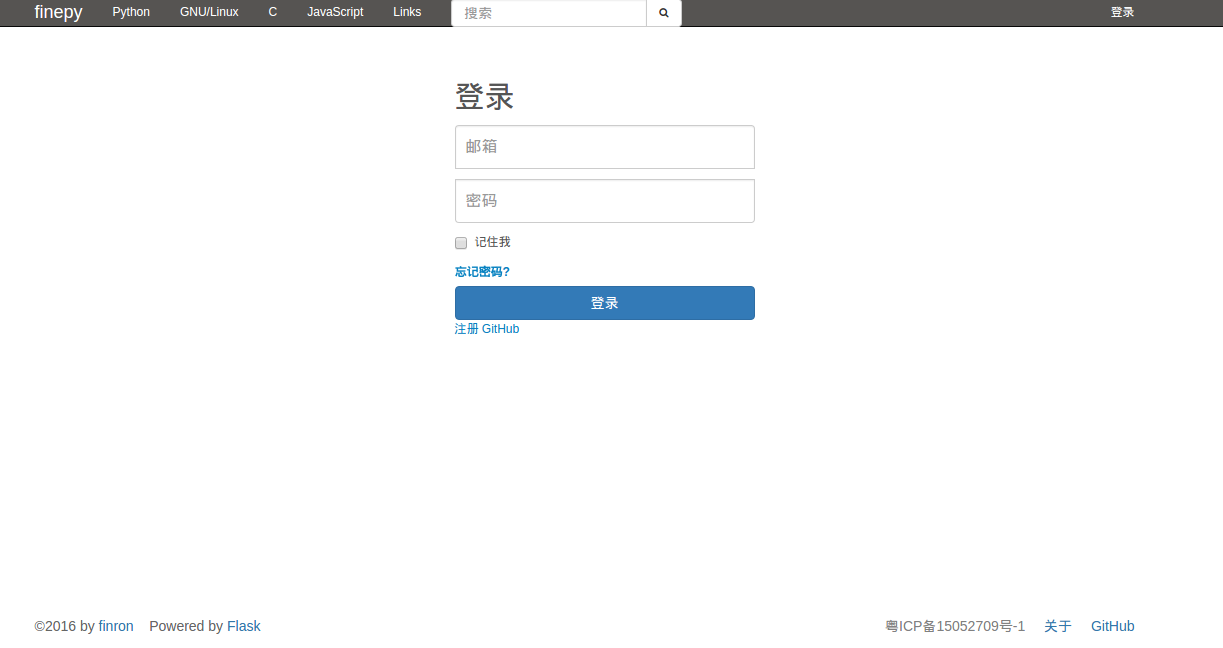 finepy Python GNU/Linux C JavaScript Links 搜索 登录
登录
邮箱
密码
记住我
忘记密码?
登录
注册 GitHub
©2016 by finron Powered by Flask 粤ICP备15052709号-1 关于 GitHub